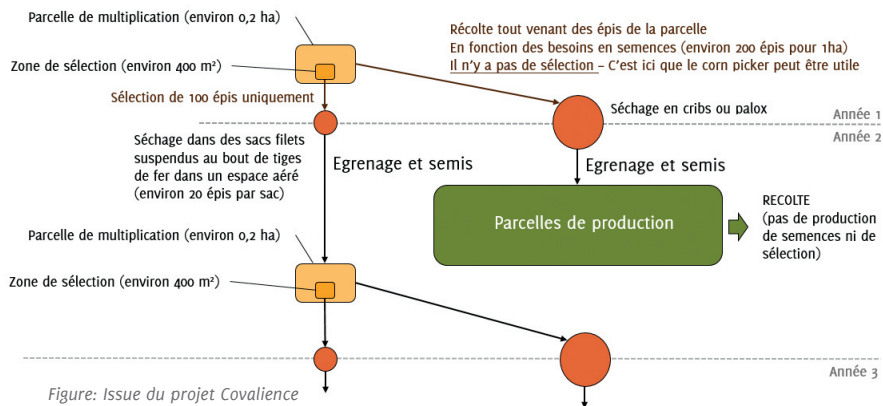 Parcelle de multiplication (environ 0,2 ha)
Zone de sélection (environ 400 m²)
Sélection de 100 épis uniquement
Récolte tout venant des épis de la parcelle
En fonction des besoins en semences (environ 200 épis pour 1ha)
Il n'y a pas de sélection – C'est ici que le corn picker peut être utile
Séchage en cribs ou palox
Année 1
Année 2
Séchage dans des sacs filets
suspendus au bout de tiges
de fer dans un espace aéré
(environ 20 épis par sac)
Egrenage et semis
Egrenage et semis
Parcelles de production
RECOLTE
(pas de production
de semences ni de
sélection)
Parcelle de multiplication (environ 0,2 ha)
Zone de sélection (environ 400 m²)
Année 3
Figure: Issue du projet Covalience